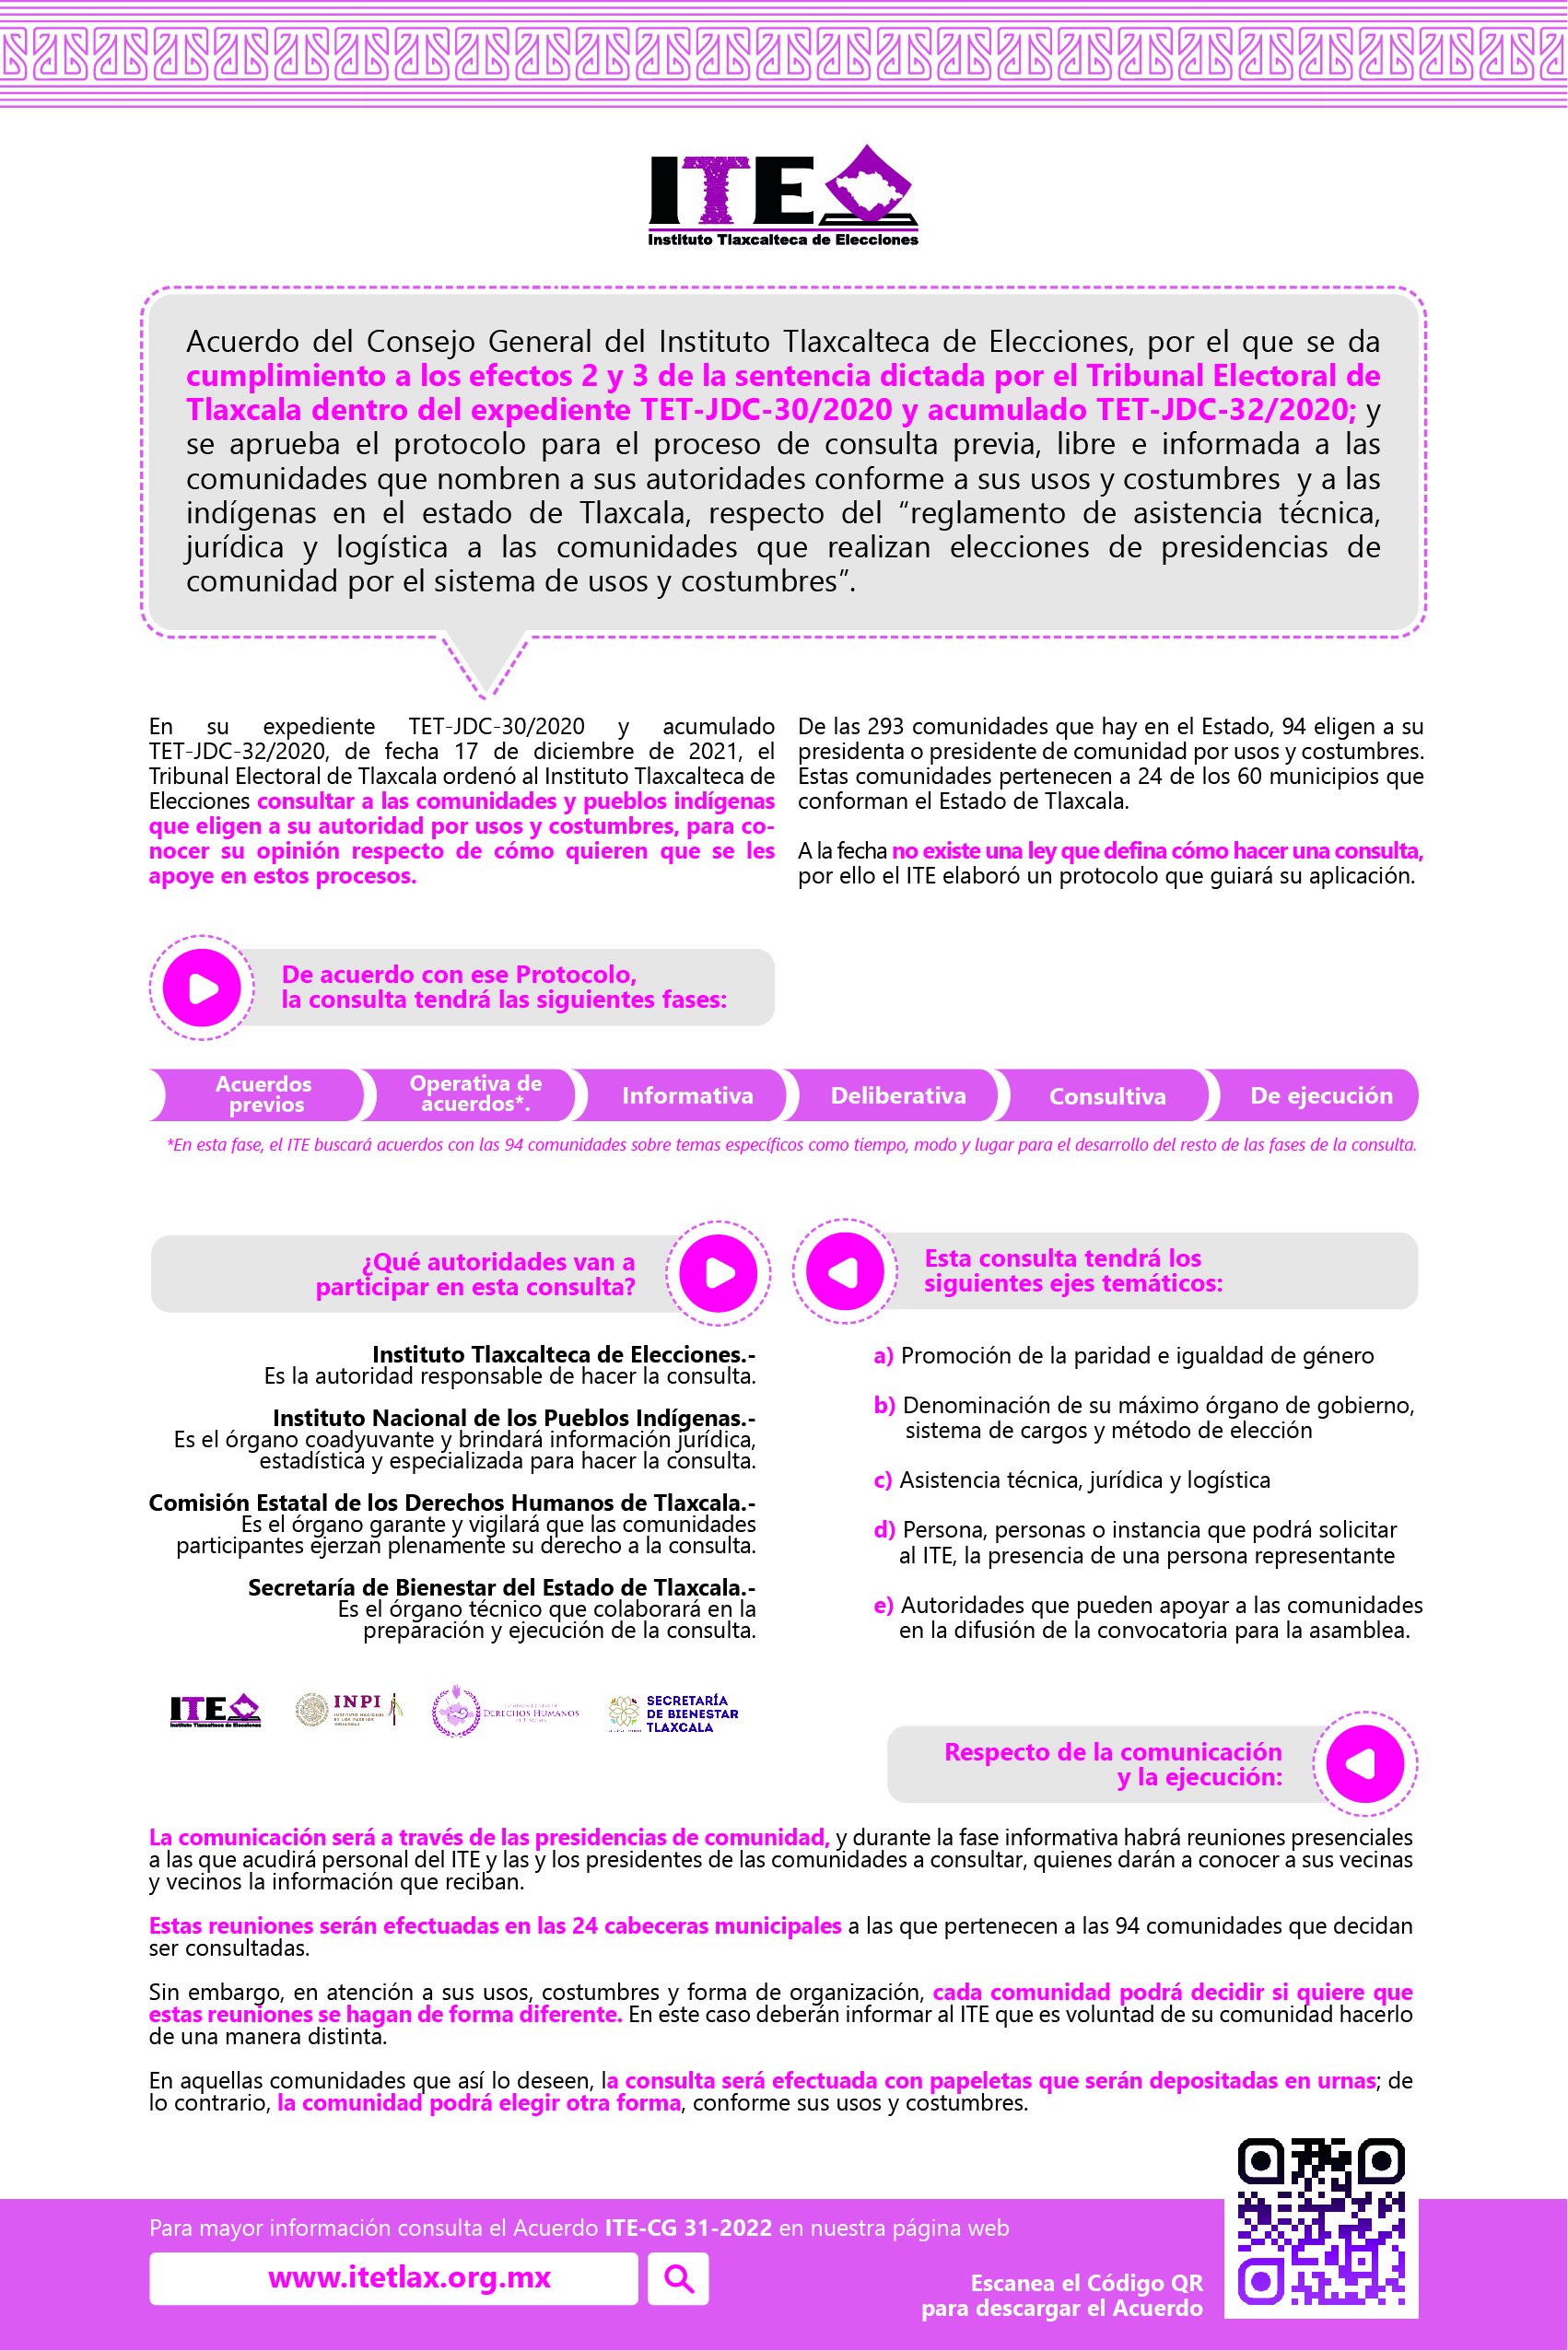 ITE
Instituto Tlaxcalteca de Elecciones
Acuerdo del Consejo General del Instituto Tlaxcalteca de Elecciones, por el que se da
cumplimiento a los efectos 2 y 3 de la sentencia dictada por el Tribunal Electoral de
Tlaxcala dentro del expediente TET-JDC-30/2020 y acumulado TET-JDC-32/2020; y
se aprueba el protocolo para el proceso de consulta previa, libre e informada a las
comunidades que nombren a sus autoridades conforme a sus usos y costumbres y a las
indígenas en el estado de Tlaxcala, respecto del “reglamento de asistencia técnica,
jurídica y logística a las comunidades que realizan elecciones de presidencias de
comunidad por el sistema de usos y costumbres”.
En su expediente TET-JDC-30/2020 y acumulado
TET-JDC-32/2020, de fecha 17 de diciembre de 2021, el
Tribunal Electoral de Tlaxcala ordenó al Instituto Tlaxcalteca de
Elecciones consultar a las comunidades y pueblos indígenas
que eligen a su autoridad por usos y costumbres, para co-
nocer su opinión respecto de cómo quieren que se les
apoye en estos procesos.
De las 293 comunidades que hay en el Estado, 94 eligen a su
presidenta o presidente de comunidad por usos y costumbres.
Estas comunidades pertenecen a 24 de los 60 municipios que
conforman el Estado de Tlaxcala.
A la fecha no existe una ley que defina cómo hacer una consulta,
por ello el ITE elaboró un protocolo que guiará su aplicación.
De acuerdo con ese Protocolo,
la consulta tendrá las siguientes fases:
Acuerdos
previos
Operativa de
acuerdos*.
Informativa
Deliberativa
Consultiva
De ejecución
*En esta fase, el ITE buscará acuerdos con las 94 comunidades sobre temas específicos como tiempo, modo y lugar para el desarrollo del resto de las fases de la consulta.
¿Qué autoridades van a
participar en esta consulta?
Instituto Tlaxcalteca de Elecciones.-
Es la autoridad responsable de hacer la consulta.
Instituto Nacional de los Pueblos Indígenas.-
Es el órgano coadyuvante y brindará información jurídica,
estadística y especializada para hacer la consulta.
Comisión Estatal de los Derechos Humanos de Tlaxcala.-
Es el órgano garante y vigilará que las comunidades
participantes ejerzan plenamente su derecho a la consulta.
Secretaría de Bienestar del Estado de Tlaxcala.-
Es el órgano técnico que colaborará en la
preparación y ejecución de la consulta.
ITE
Instituto Tlaxcalteca de Elecciones
INPI
INSTITUTO NACIONAL
DE LOS PUEBLOS
INDÍGENAS
DERECHOS HUMANOS
SECRETARÍA
DE BIENESTAR
TLAXCALA
Esta consulta tendrá los
siguientes ejes temáticos:
a) Promoción de la paridad e igualdad de género
b) Denominación de su máximo órgano de gobierno,
sistema de cargos y método de elección
c) Asistencia técnica, jurídica y logística
d) Persona, personas o instancia que podrá solicitar
al ITE, la presencia de una persona representante
e) Autoridades que pueden apoyar a las comunidades
en la difusión de la convocatoria para la asamblea.
Respecto de la comunicación
y la ejecución:
La comunicación será a través de las presidencias de comunidad, y durante la fase informativa habrá reuniones presenciales
a las que acudirá personal del ITE y las y los presidentes de las comunidades a consultar, quienes darán a conocer a sus vecinas
y vecinos la información que reciban.
Estas reuniones serán efectuadas en las 24 cabeceras municipales a las que pertenecen a las 94 comunidades que decidan
ser consultadas.
Sin embargo, en atención a sus usos, costumbres y forma de organización, cada comunidad podrá decidir si quiere que
estas reuniones se hagan de forma diferente. En este caso deberán informar al ITE que es voluntad de su comunidad hacerlo
de una manera distinta.
En aquellas comunidades que así lo deseen, la consulta será efectuada con papeletas que serán depositadas en urnas; de
lo contrario, la comunidad podrá elegir otra forma, conforme sus usos y costumbres.
Para mayor información consulta el Acuerdo ITE-CG 31-2022 en nuestra página web
www.itetlax.org.mx
Escanea el Código QR
para descargar el Acuerdo